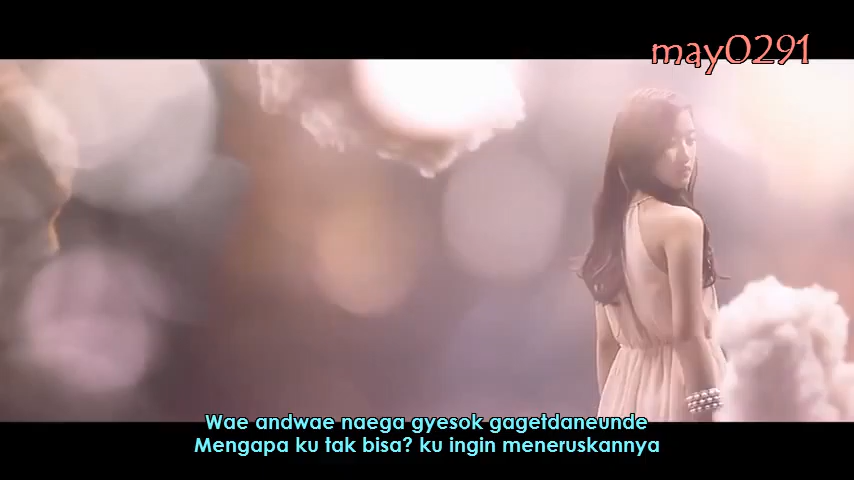 may0291
Wae andwae naega gyesok gagetdaneunde
Mengapa ku tak bisa? ku ingin meneruskannya